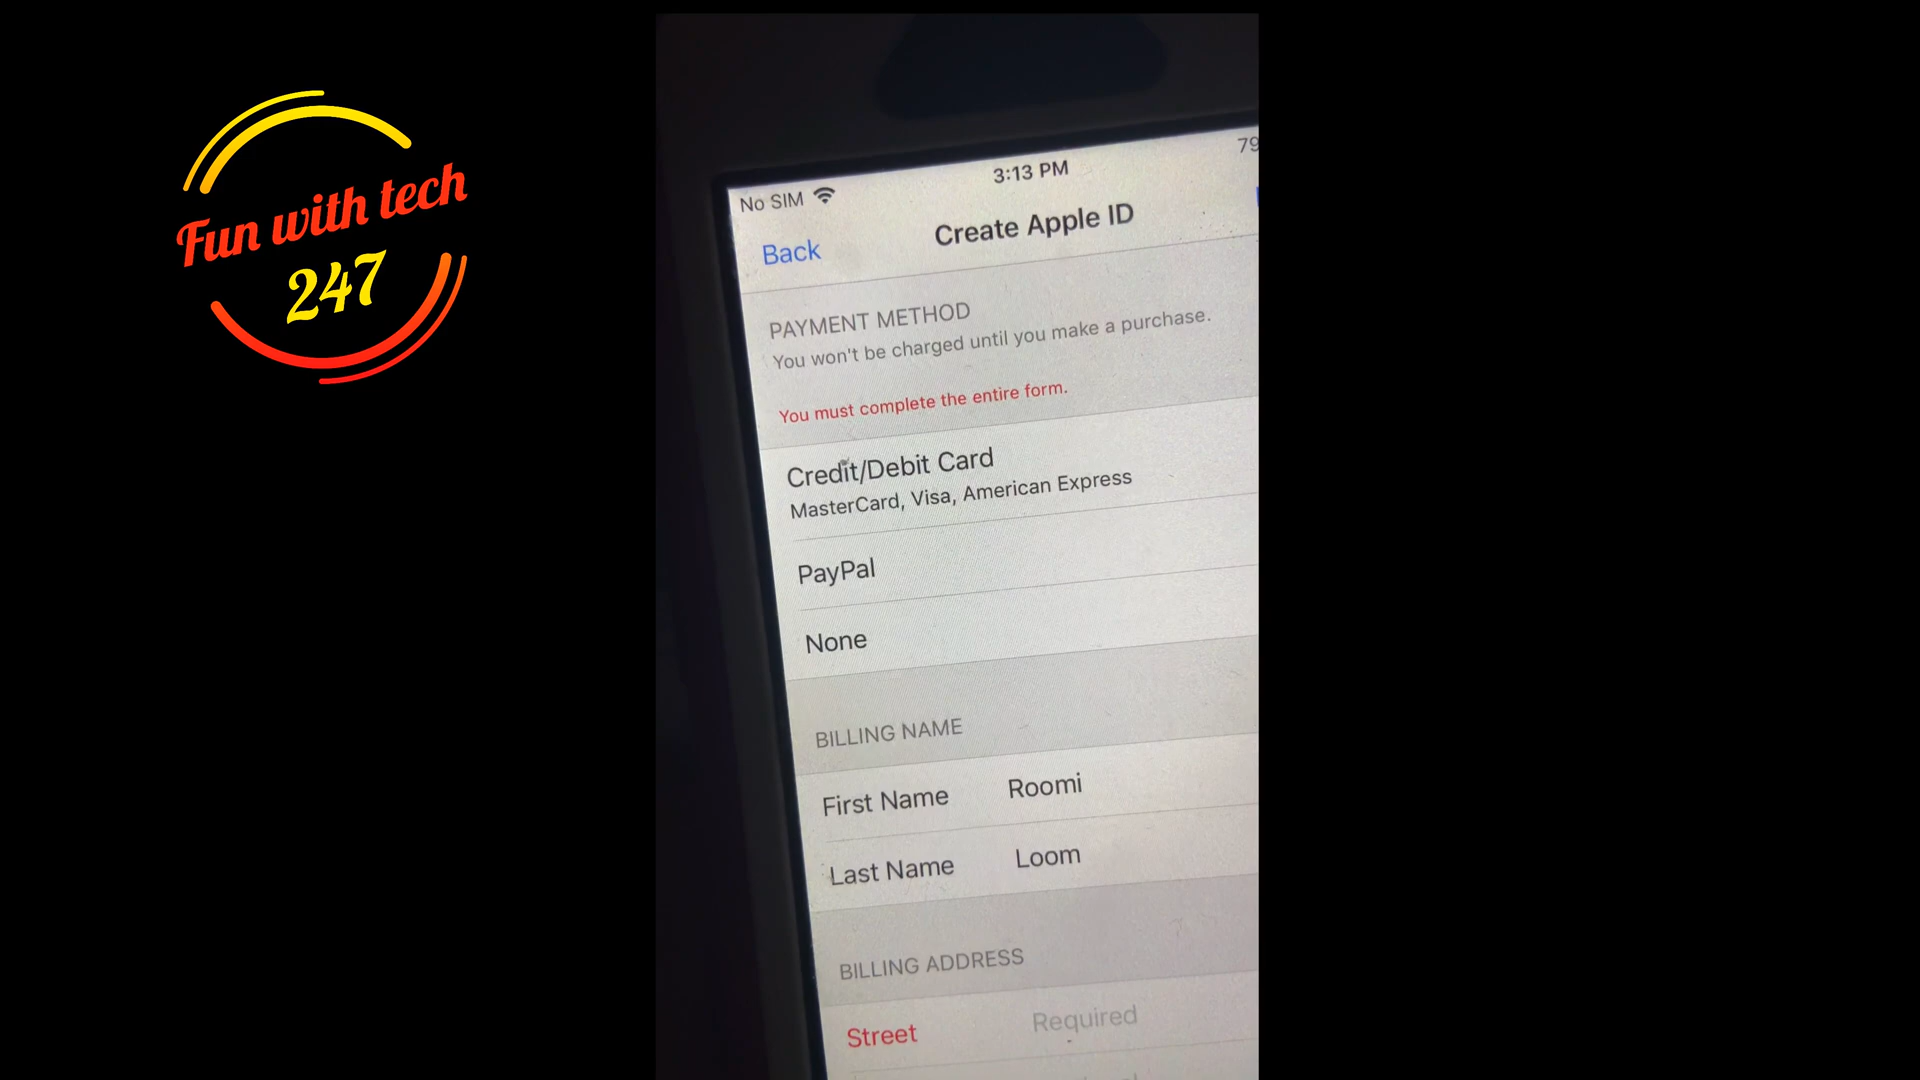 Fun with tech
247
No SIM
3:13 PM
79
Back
Create Apple ID
PAYMENT METHOD
You won't be charged until you make a purchase.
You must complete the entire form.
Credit/Debit Card
MasterCard, Visa, American Express
PayPal
None
BILLING NAME
First Name Roomi
Last Name Loom
BILLING ADDRESS
Street Required